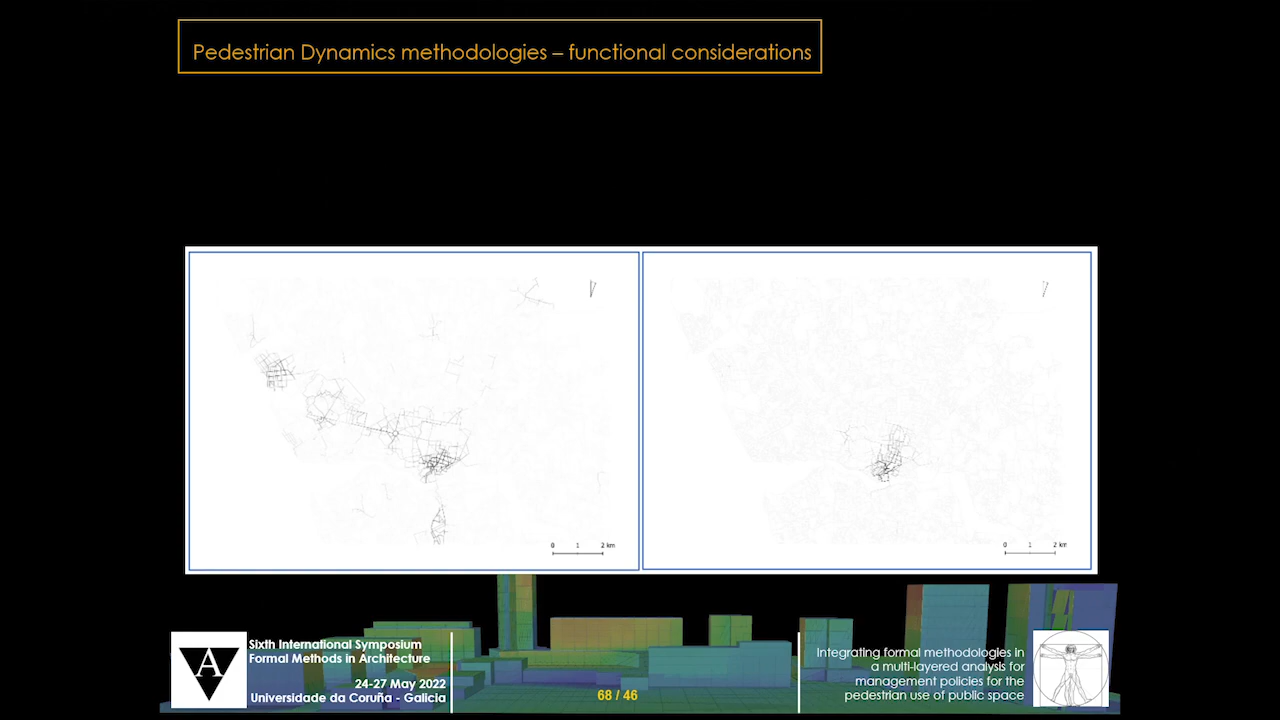 Pedestrian Dynamics methodologies – functional considerations
0 1 2 km
0 1 2 km
Sixth International Symposium
Formal Methods in Architecture
24-27 May 2022
Universidade da Coruña - Galicia
A
68 / 46
Integrating formal methodologies in
a multi-layered analysis for
management policies for the
pedestrian use of public space